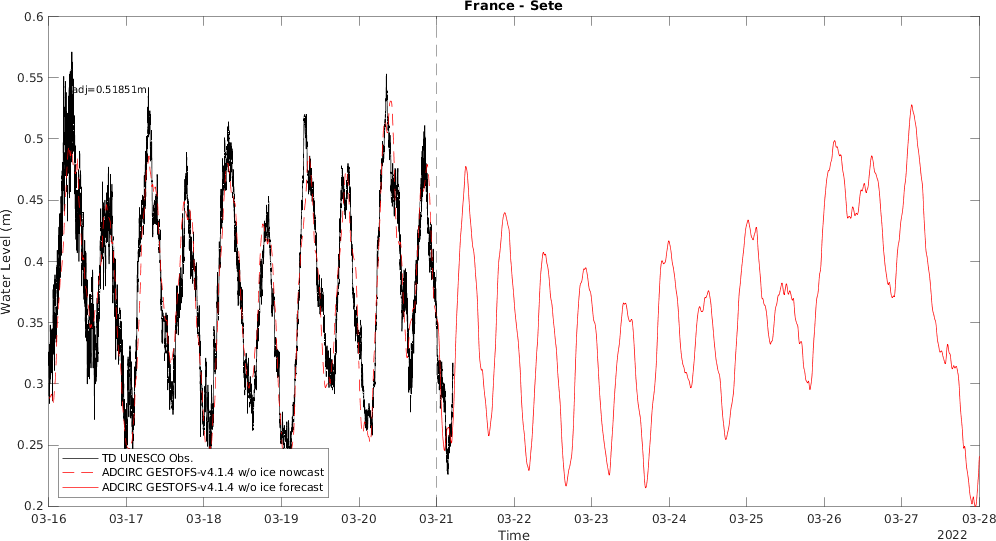 France - Sete
0.6
0.55
0.5
0.45
0.4
0.35
0.3
0.25
0.2
Water Level (m)
adj=0.51851m
TD UNESCO Obs.
ADCIRC GESTOFS-v4.1.4 w/o ice nowcast
ADCIRC GESTOFS-v4.1.4 w/o ice forecast
03-16 03-17 03-18 03-19 03-20 03-21 03-22 03-23 03-24 03-25 03-26 03-27 03-28
Time
2022